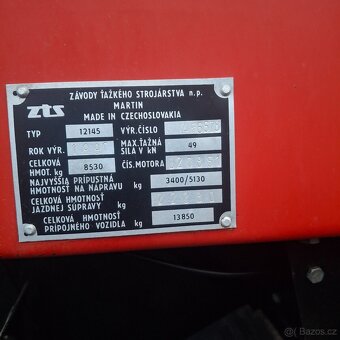 ZTS
ZÁVODY ŤAŽKÉHO STROJÁRSTVA n.p.
MARTIN
MADE IN CZECHOSLOVAKIA
TYP 12145 VÝR.ČÍSLO
ROK VÝR. MAX.ŤAŽNÁ SILA V kN 49
CELKOVÁ HMOT. kg 8530 ČÍS.MOTORA
NAJVYŠŠIA PRÍPUSTNÁ
HMOTNOSŤ NA NÁPRAVU kg 3400/5130
CELKOVÁ HMOTNOSŤ
JAZDNEJ SÚPRAVY kg
CELKOVÁ HMOTNOSŤ
PRÍPOJNÉHO VOZIDLA kg 13850
© Bazos.cz